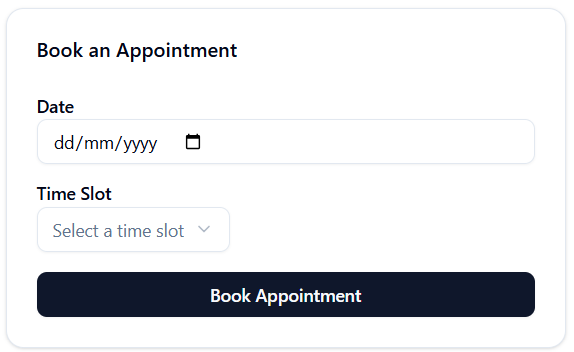 Book an Appointment
Date
dd/mm/yyyy
Time Slot
Select a time slot
Book Appointment